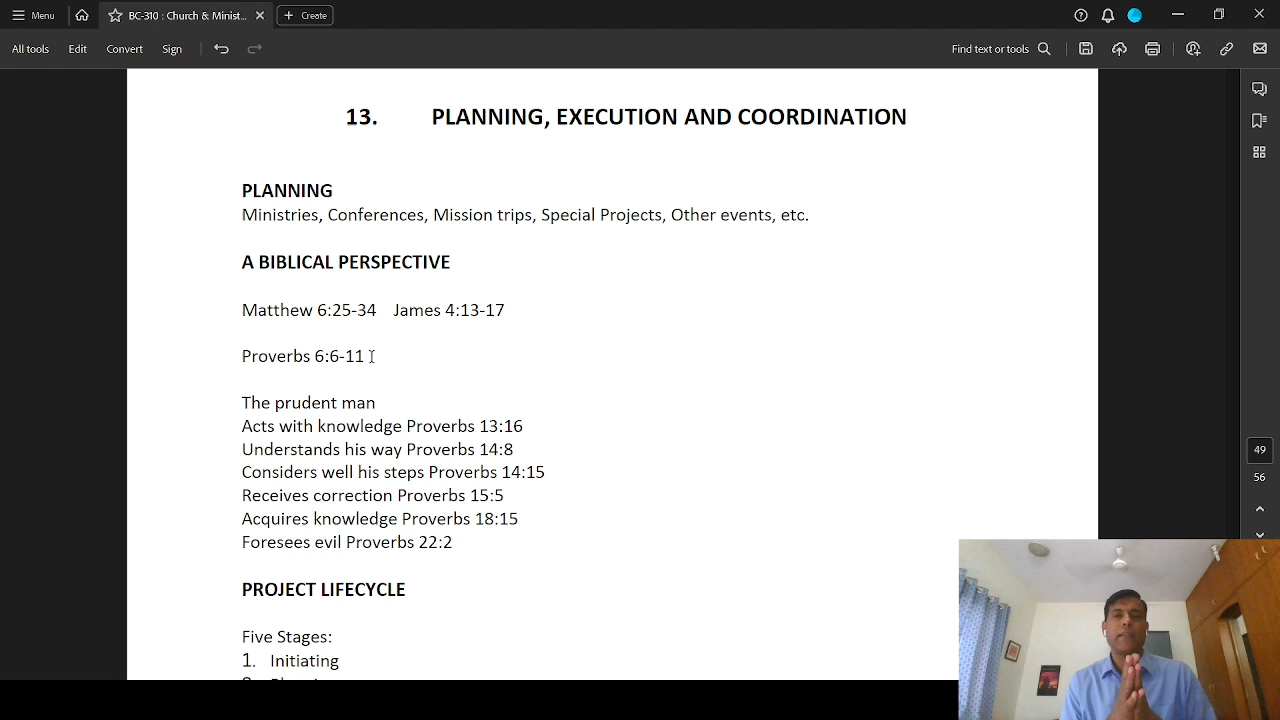 Menu
BC-310 : Church & Minist...
Create
All tools
Edit
Convert
Sign
Find text or tools
13. PLANNING, EXECUTION AND COORDINATION
PLANNING
Ministries, Conferences, Mission trips, Special Projects, Other events, etc.
A BIBLICAL PERSPECTIVE
Matthew 6:25-34 James 4:13-17
Proverbs 6:6-11
The prudent man
Acts with knowledge Proverbs 13:16
Understands his way Proverbs 14:8
Considers well his steps Proverbs 14:15
Receives correction Proverbs 15:5
Acquires knowledge Proverbs 18:15
Foresees evil Proverbs 22:2
PROJECT LIFECYCLE
Five Stages:
1. Initiating
49
56